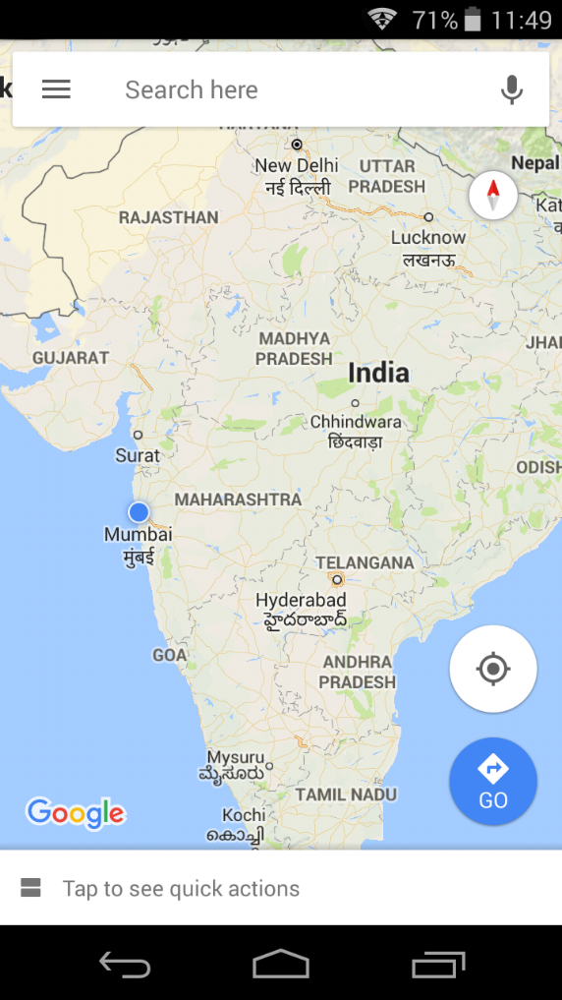 71% 11:49
k
Search here
HARYANA
New Delhi
नई दिल्ली
UTTAR
PRADESH
Nepal
Kat
RAJASTHAN
Lucknow
लखनऊ
MADHYA
PRADESH
JHA
GUJARAT
India
Chhindwara
छिंदवाड़ा
Surat
ODISH
MAHARASHTRA
Mumbai
मुंबई
TELANGANA
Hyderabad
హైదరాబాద్
GOA
ANDHRA
PRADESH
Mysuru
ಮೈಸೂರು
TAMIL NADU
GO
Google
Kochi
കൊച്ചി
Tap to see quick actions